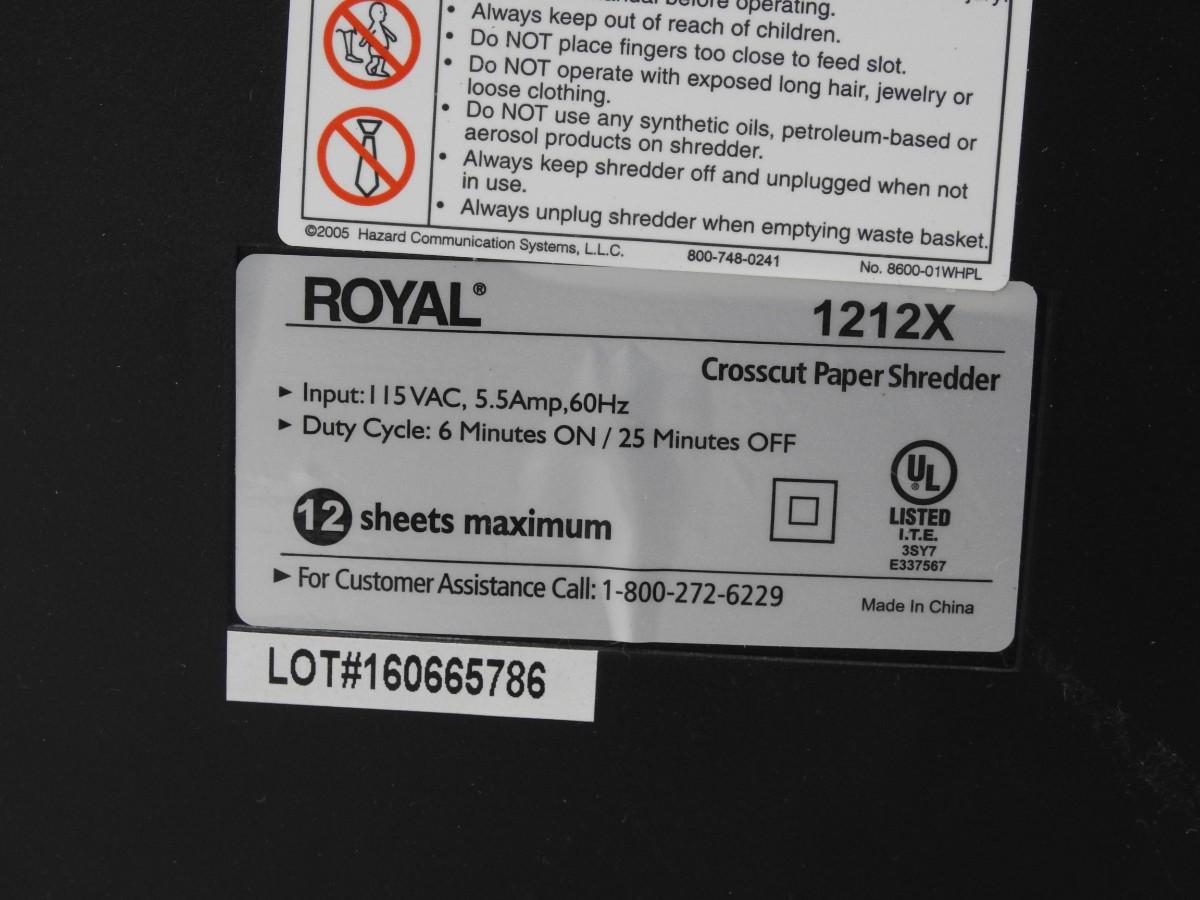 before operating.
• Always keep out of reach of children.
• Do NOT place fingers too close to feed slot.
• Do NOT operate with exposed long hair, jewelry or
loose clothing.
• Do NOT use any synthetic oils, petroleum-based or
aerosol products on shredder.
• Always keep shredder off and unplugged when not
in use.
• Always unplug shredder when emptying waste basket.
©2005 Hazard Communication Systems, L.L.C. 800-748-0241 No. 8600-01WHPL
ROYAL® 1212X
Crosscut Paper Shredder
► Input:115VAC, 5.5Amp,60Hz
► Duty Cycle: 6 Minutes ON / 25 Minutes OFF
12 sheets maximum
UL®
LISTED
I.T.E.
3SY7
E337567
► For Customer Assistance Call: 1-800-272-6229
Made In China
LOT#160665786